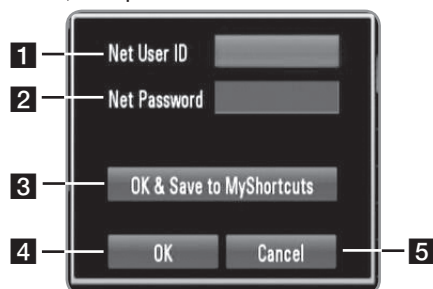 1 Net User ID
2 Net Password
3 OK & Save to MyShortcuts
4 OK Cancel 5